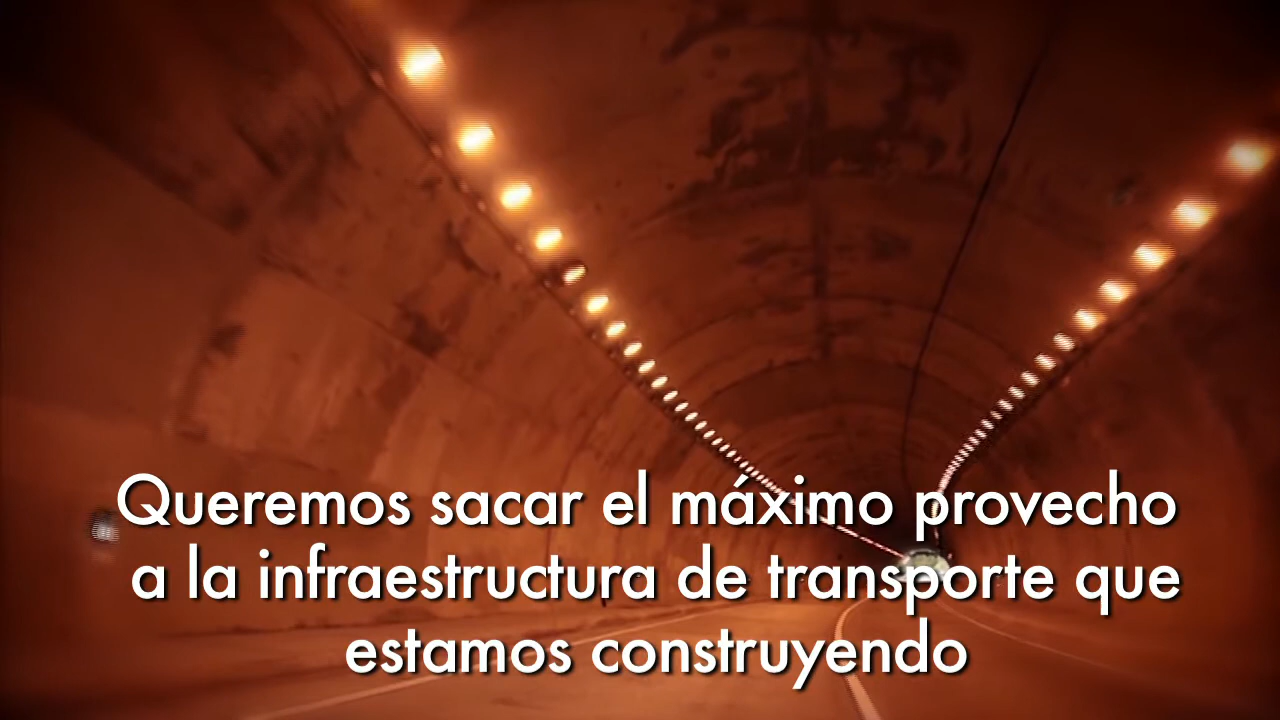 Queremos sacar el máximo provecho
a la infraestructura de transporte que
estamos construyendo